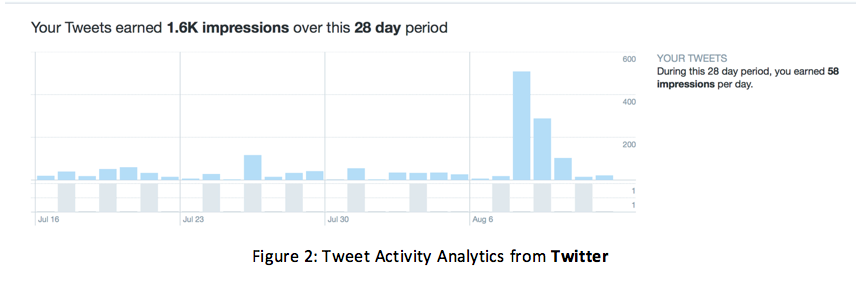 Your Tweets earned 1.6K impressions over this 28 day period
600
400
200
1
1
Jul 16
Jul 23
Jul 30
Aug 6
YOUR TWEETS
During this 28 day period, you earned 58
impressions per day.
Figure 2: Tweet Activity Analytics from Twitter